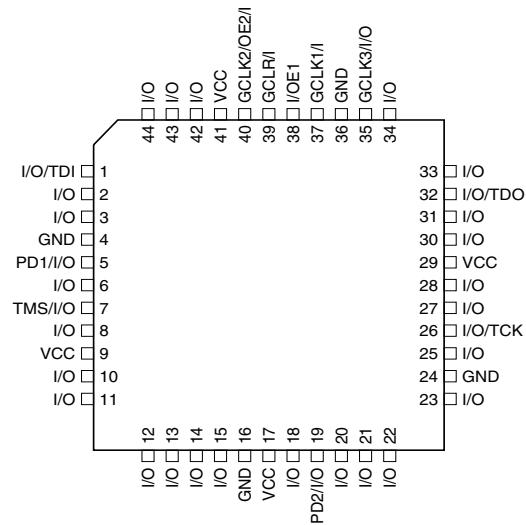 I/O
I/O
I/O
VCC
GCLK2/OE2/I
GCLR/I
I/OE1
GCLK1/I
GND
GCLK3/I/O
I/O
44
43
42
41
40
39
38
37
36
35
34
I/O/TDI 1
I/O 2
I/O 3
GND 4
PD1/I/O 5
I/O 6
TMS/I/O 7
I/O 8
VCC 9
I/O 10
I/O 11
33 I/O
32 I/O/TDO
31 I/O
30 I/O
29 VCC
28 I/O
27 I/O
26 I/O/TCK
25 I/O
24 GND
23 I/O
12
13
14
15
16
17
18
19
20
21
22
I/O
I/O
I/O
I/O
GND
VCC
I/O
PD2/I/O
I/O
I/O
I/O